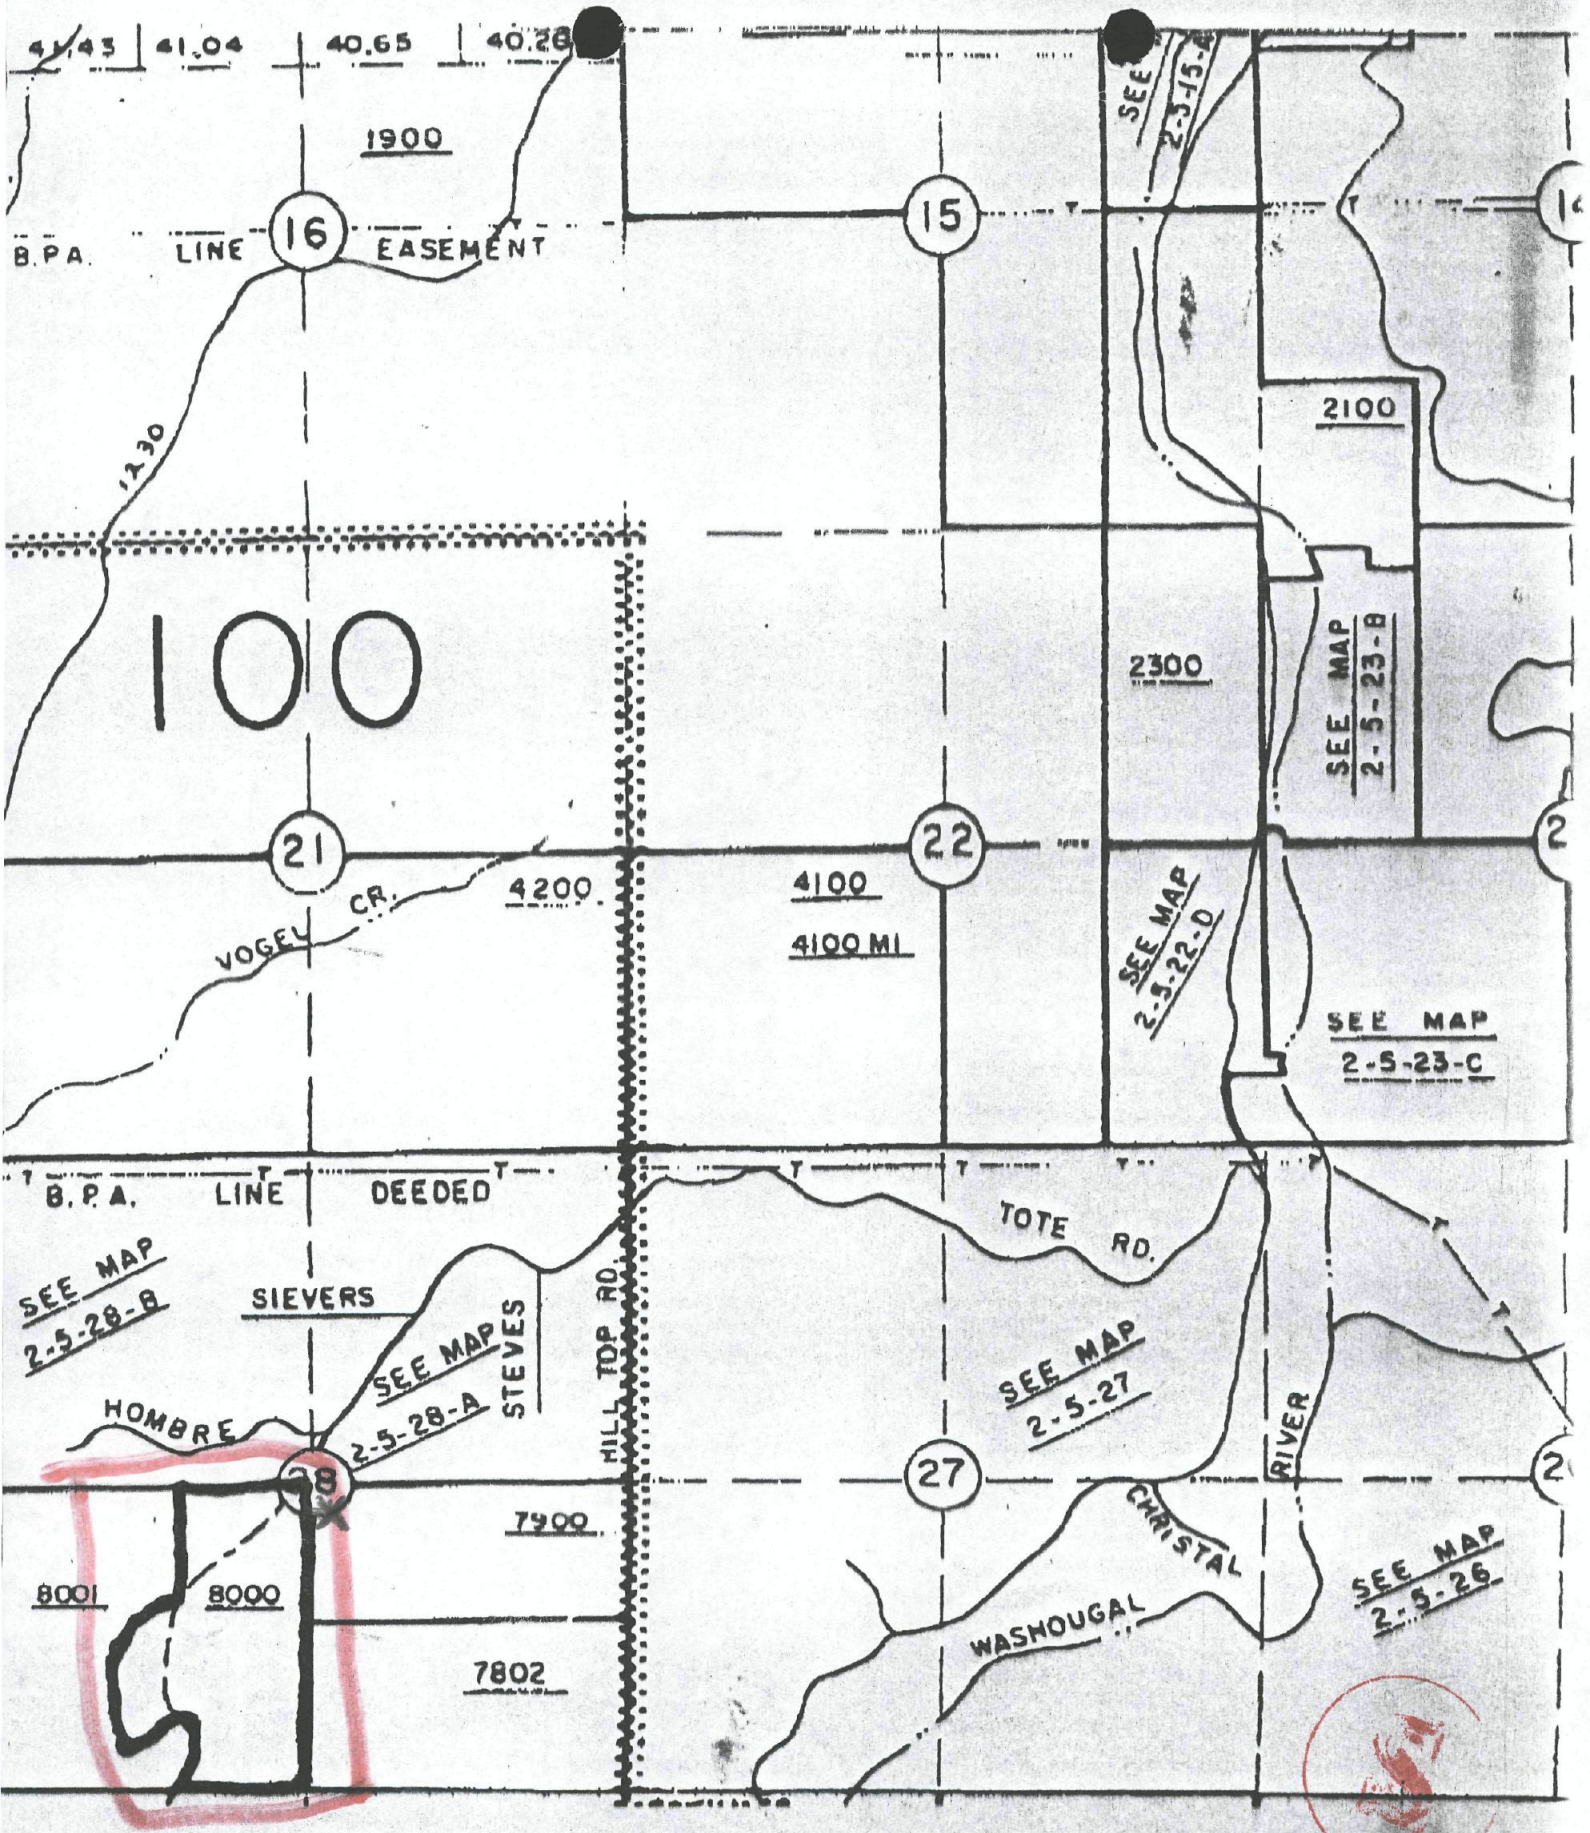 41.43 41.04 40.65 40.26
SEE
2-5-15-A
1900
16
15
B.P.A. LINE EASEMENT
1230
2100
100
2300
SEE MAP
2-5-23-B
21
22
4200
4100
4100 MI
VOGEL CR.
SEE MAP
2-5-22-D
SEE MAP
2-5-23-C
B.P.A. LINE DEEDED
TOTE RD.
SEE MAP
2-5-28-B
SIEVERS
STEVES
HILL TOP RD.
SEE MAP
2-5-28-A
SEE MAP
2-5-27
HOMBRE
RIVER
28
27
CHRISTAL
7900
SEE MAP
2-5-26
8001
8000
WASHOUGAL
7802